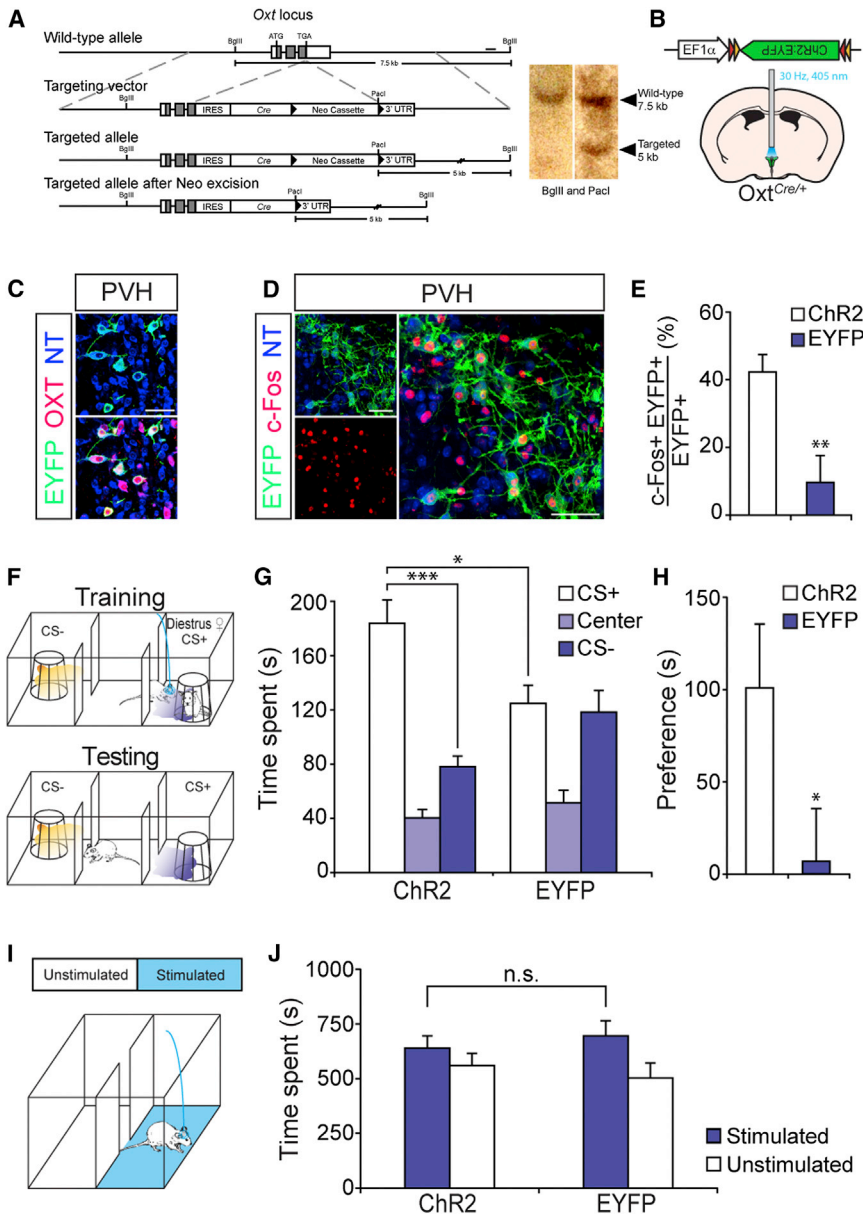 A
Oxt locus
Wild-type allele
BglII
ATG
TGA
BglII
7.5 kb
Targeting vector
BglII
PacI
IRES
Cre
Neo Cassette
3' UTR
Targeted allele
PacI
BglII
IRES
Cre
Neo Cassette
3' UTR
5 kb
Targeted allele after Neo excision
BglII
PacI
BglII
IRES
Cre
3' UTR
5 kb
Wild-type
7.5 kb
Targeted
5 kb
BglII and PacI
B
EF1α
ChR2:EYFP
30 Hz, 405 nm
Oxt^Cre/+
C
PVH
EYFP OXT NT
D
PVH
EYFP c-Fos NT
E
c-Fos+ EYFP+
EYFP+
(%)
60
40
20
0
ChR2
EYFP
**
F
Training
CS-
Diestrus ♀
CS+
Testing
CS-
CS+
G
Time spent (s)
200
180
120
80
40
0
*
***
CS+
Center
CS-
ChR2
EYFP
H
Preference (s)
150
100
50
0
ChR2
EYFP
*
I
Unstimulated
Stimulated
J
Time spent (s)
1000
750
500
250
0
n.s.
ChR2
EYFP
Stimulated
Unstimulated